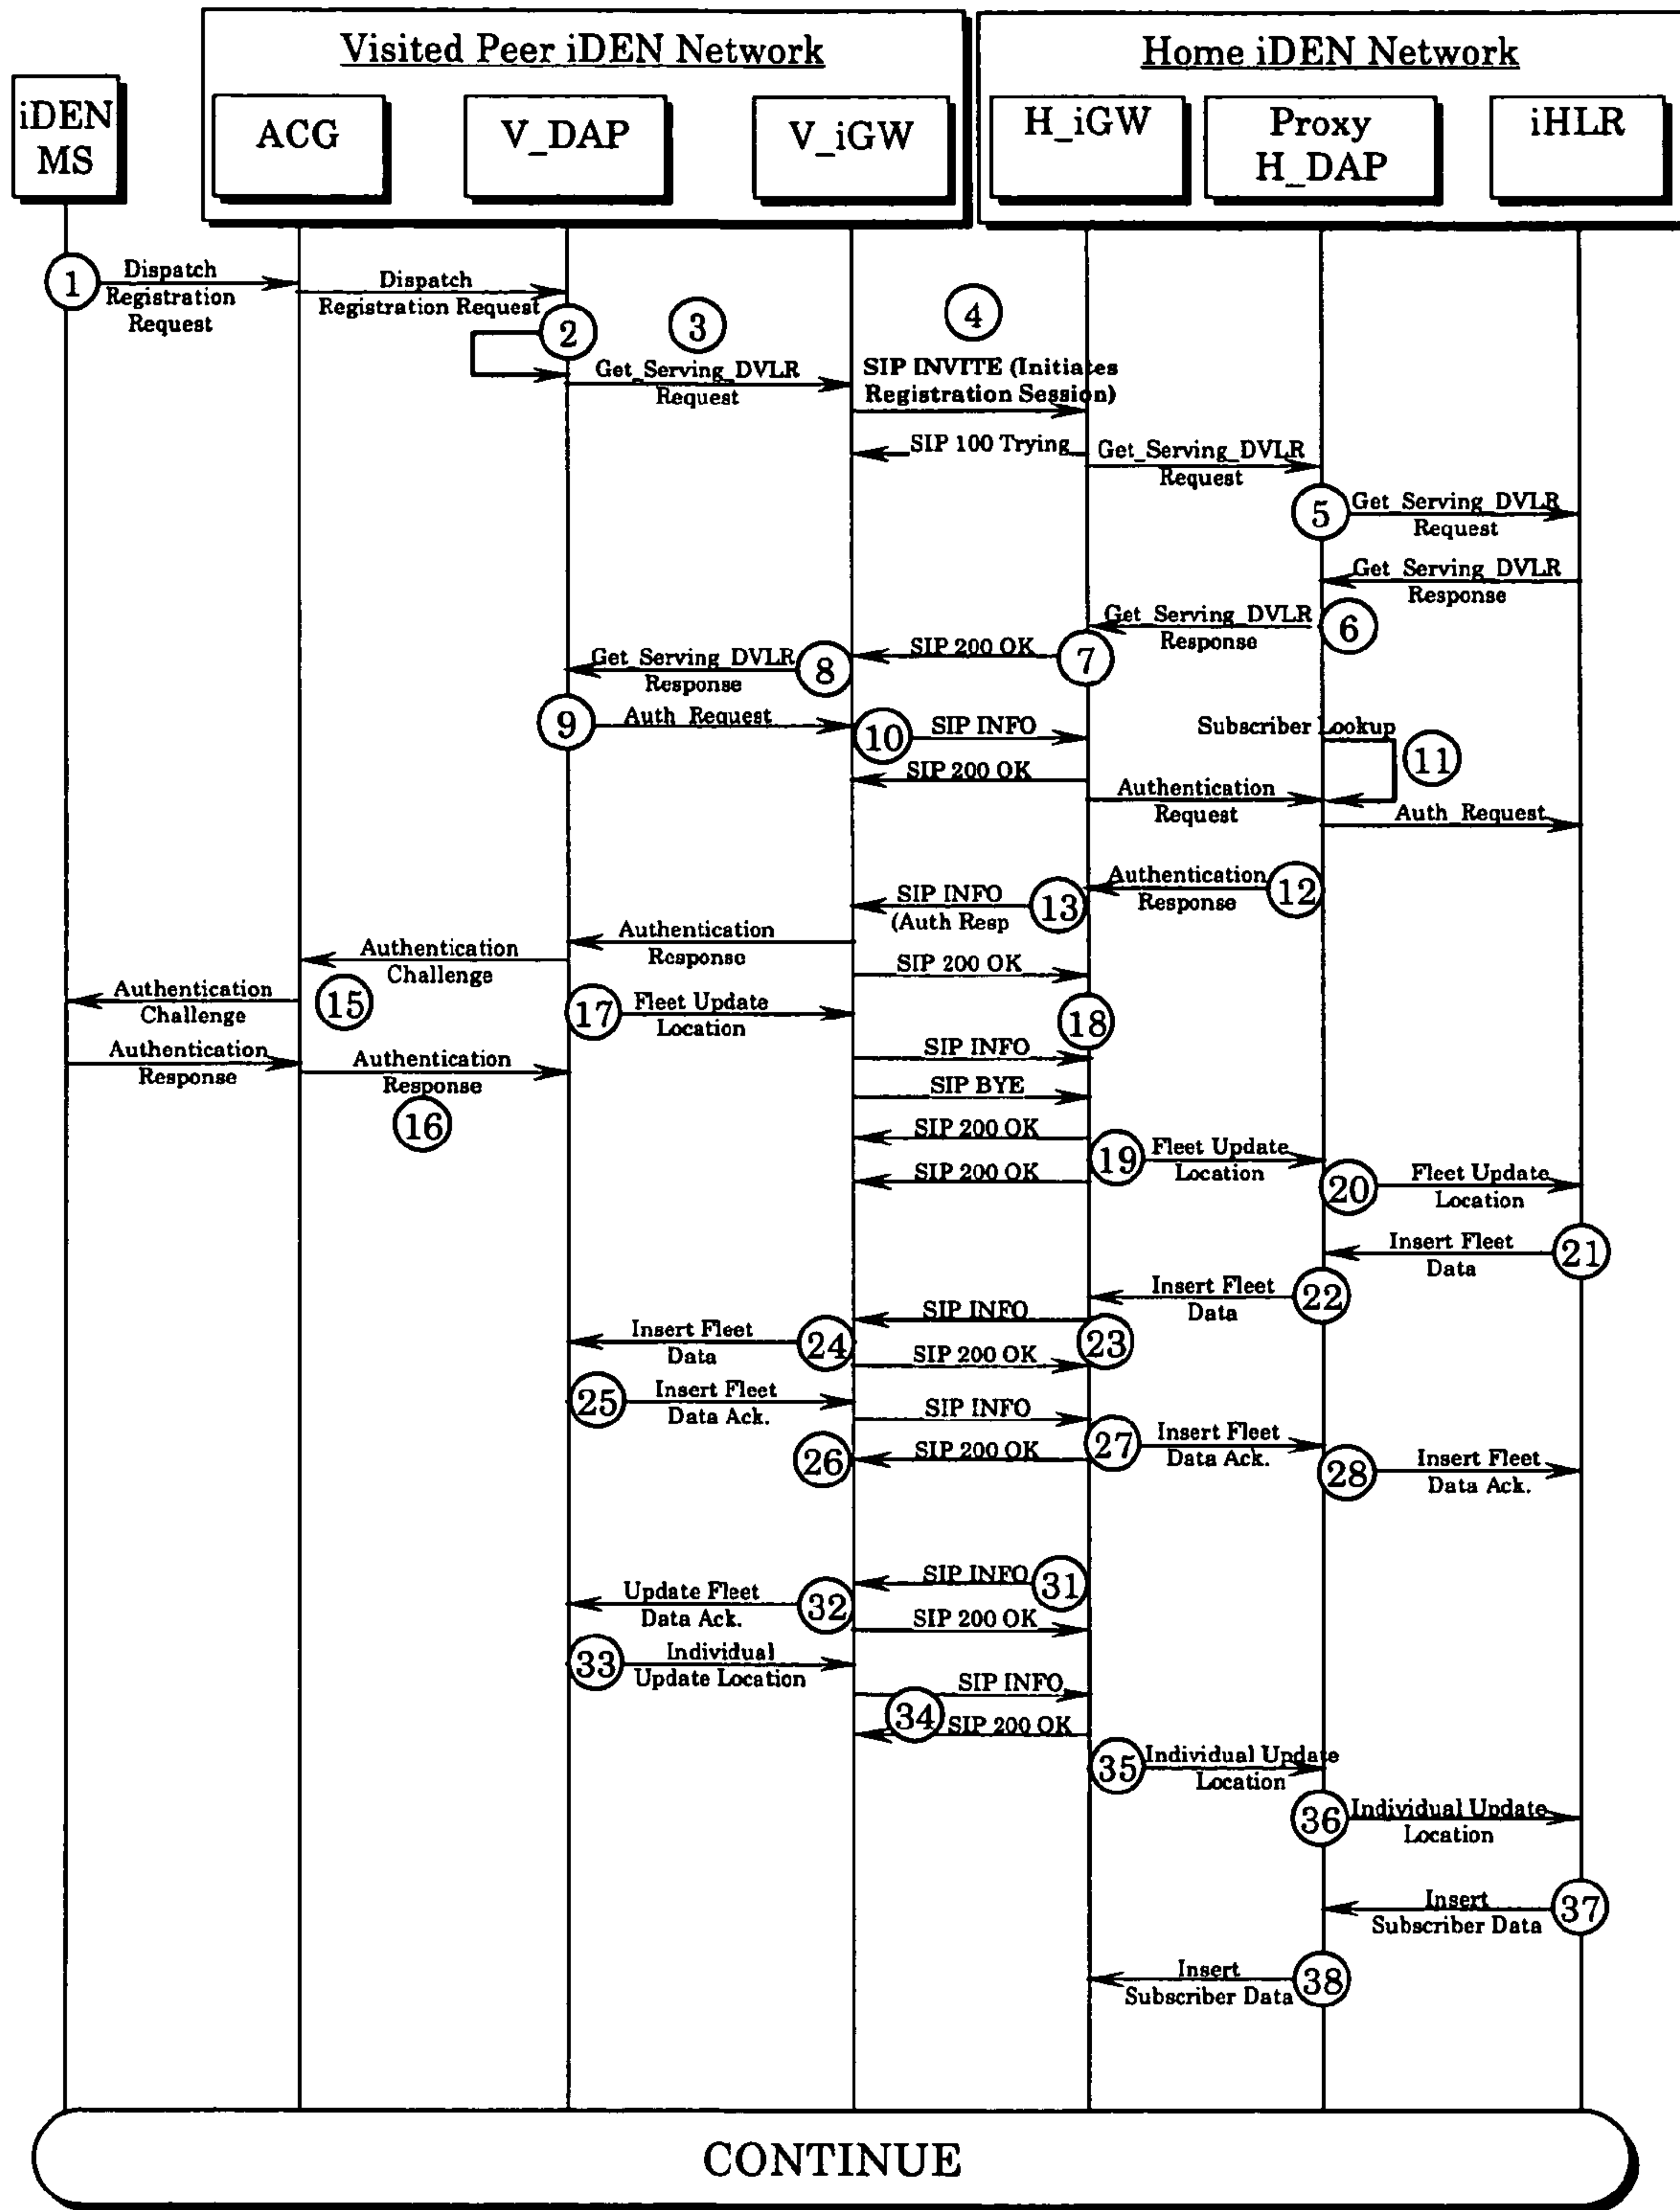 Visited Peer iDEN Network
Home iDEN Network
iDEN
MS
ACG
V_DAP
V_iGW
H_iGW
Proxy
H_DAP
iHLR
1
Dispatch
Registration
Request
Dispatch
Registration Request
2
3
Get_Serving_DVLR
Request
4
SIP INVITE (Initiates
Registration Session)
SIP 100 Trying
Get_Serving_DVLR
Request
5
Get_Serving_DVLR
Request
Get_Serving_DVLR
Response
6
Get_Serving_DVLR
Response
7
SIP 200 OK
8
Get_Serving_DVLR
Response
9
Auth_Request
10
SIP INFO
Subscriber Lookup
11
SIP 200 OK
Authentication
Request
Auth_Request
12
Authentication
Response
13
SIP INFO
(Auth Resp
Authentication
Response
Authentication
Challenge
SIP 200 OK
Authentication
Challenge
15
17
Fleet Update
Location
18
Authentication
Response
Authentication
Response
16
SIP INFO
SIP BYE
SIP 200 OK
19
Fleet Update
Location
SIP 200 OK
20
Fleet Update
Location
21
Insert Fleet
Data
22
Insert Fleet
Data
SIP INFO
23
24
Insert Fleet
Data
SIP 200 OK
25
Insert Fleet
Data Ack.
SIP INFO
26
SIP 200 OK
27
Insert Fleet
Data Ack.
28
Insert Fleet
Data Ack.
SIP INFO
31
Update Fleet
Data Ack.
32
SIP 200 OK
33
Individual
Update Location
SIP INFO
34
SIP 200 OK
35
Individual Update
Location
36
Individual Update
Location
Insert
Subscriber Data
37
Insert
Subscriber Data
38
CONTINUE